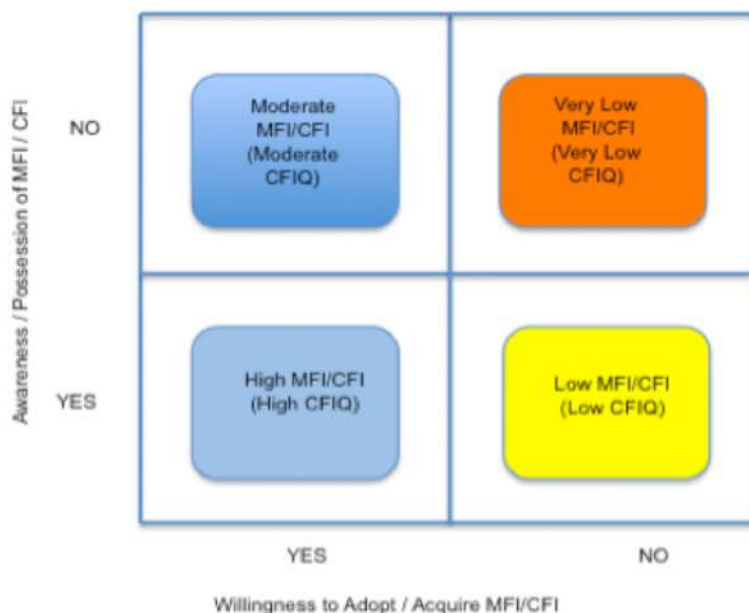 Awareness / Possession of MFI / CFI
NO
Moderate
MFI/CFI
(Moderate
CFIQ)
Very Low
MFI/CFI
(Very Low
CFIQ)
YES
High MFI/CFI
(High CFIQ)
Low MFI/CFI
(Low CFIQ)
YES
NO
Willingness to Adopt / Acquire MFI/CFI